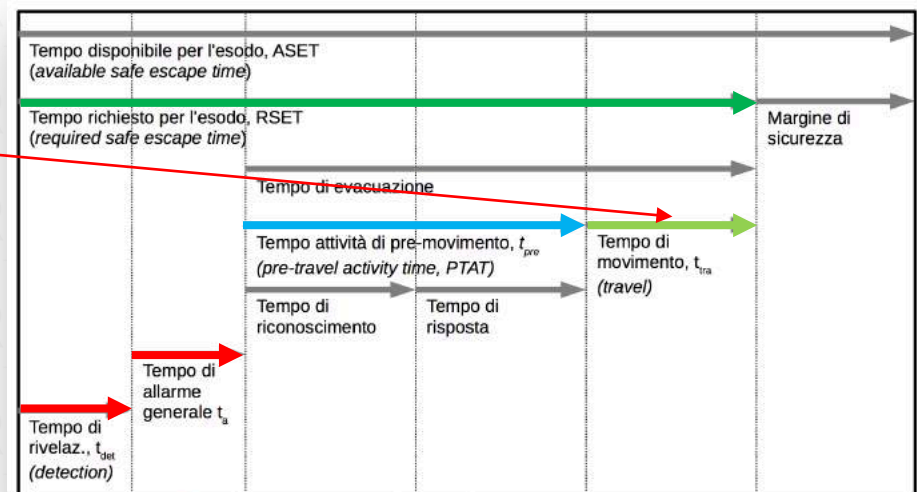 Tempo disponibile per l'esodo, ASET
(available safe escape time)
Tempo richiesto per l'esodo, RSET
(required safe escape time)
Margine di
sicurezza
Tempo di evacuazione
Tempo attività di pre-movimento, tpre
(pre-travel activity time, PTAT)
Tempo di
movimento, ttra
(travel)
Tempo di
riconoscimento
Tempo di
risposta
Tempo di
allarme
generale ta
Tempo di
rivelaz., tdet
(detection)